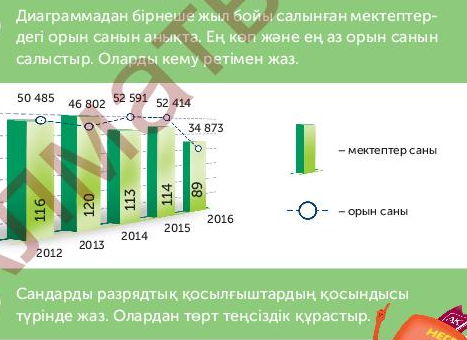 Диаграммадан бірнеше жыл бойы салынған мектептер-
дегі орын санын анықта. Ең көп және ең аз орын санын
салыстыр. Оларды кему ретімен жаз.
50 485 46 802 52 591 52 414
34 873
116 120 113 114 89
2012 2013 2014 2015 2016
– мектептер саны
– орын саны
Сандарды разрядтық қосылғыштардың қосындысы
түрінде жаз. Олардан төрт теңсіздік құрастыр.